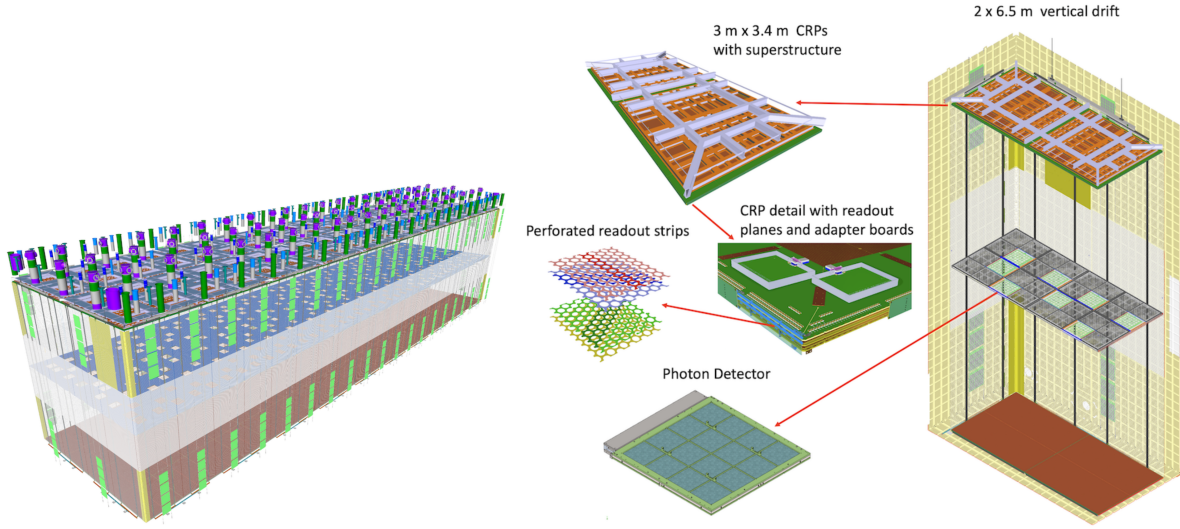 2 x 6.5 m vertical drift
3 m x 3.4 m CRPs
with superstructure
CRP detail with readout
planes and adapter boards
Perforated readout strips
Photon Detector